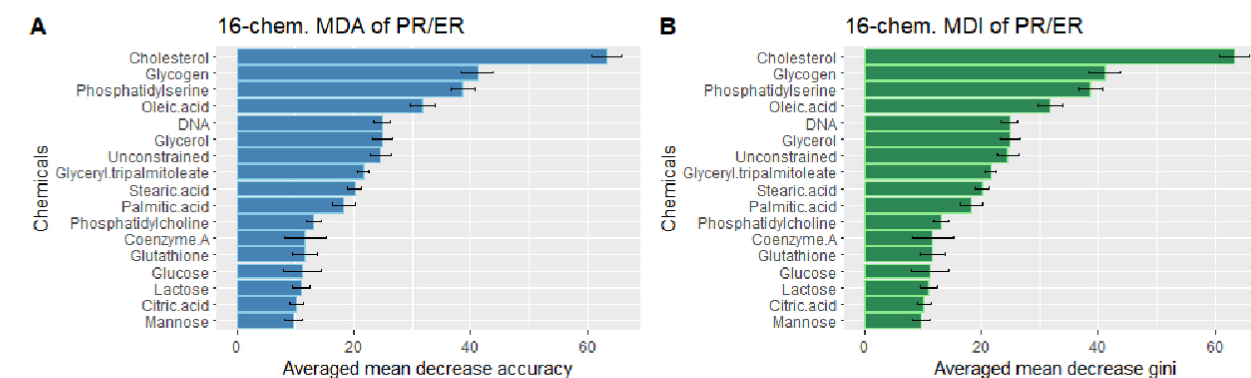 A
16-chem. MDA of PR/ER
Chemicals
Cholesterol
Glycogen
Phosphatidylserine
Oleic.acid
DNA
Glycerol
Unconstrained
Glyceryl.tripalmitoleate
Stearic.acid
Palmitic.acid
Phosphatidylcholine
Coenzyme.A
Glutathione
Glucose
Lactose
Citric.acid
Mannose
0 20 40 60
Averaged mean decrease accuracy
B
16-chem. MDI of PR/ER
Chemicals
Cholesterol
Glycogen
Phosphatidylserine
Oleic.acid
DNA
Glycerol
Unconstrained
Glyceryl.tripalmitoleate
Stearic.acid
Palmitic.acid
Phosphatidylcholine
Coenzyme.A
Glutathione
Glucose
Lactose
Citric.acid
Mannose
0 20 40 60
Averaged mean decrease gini